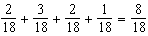 2/18 + 3/18 + 2/18 + 1/18 = 8/18